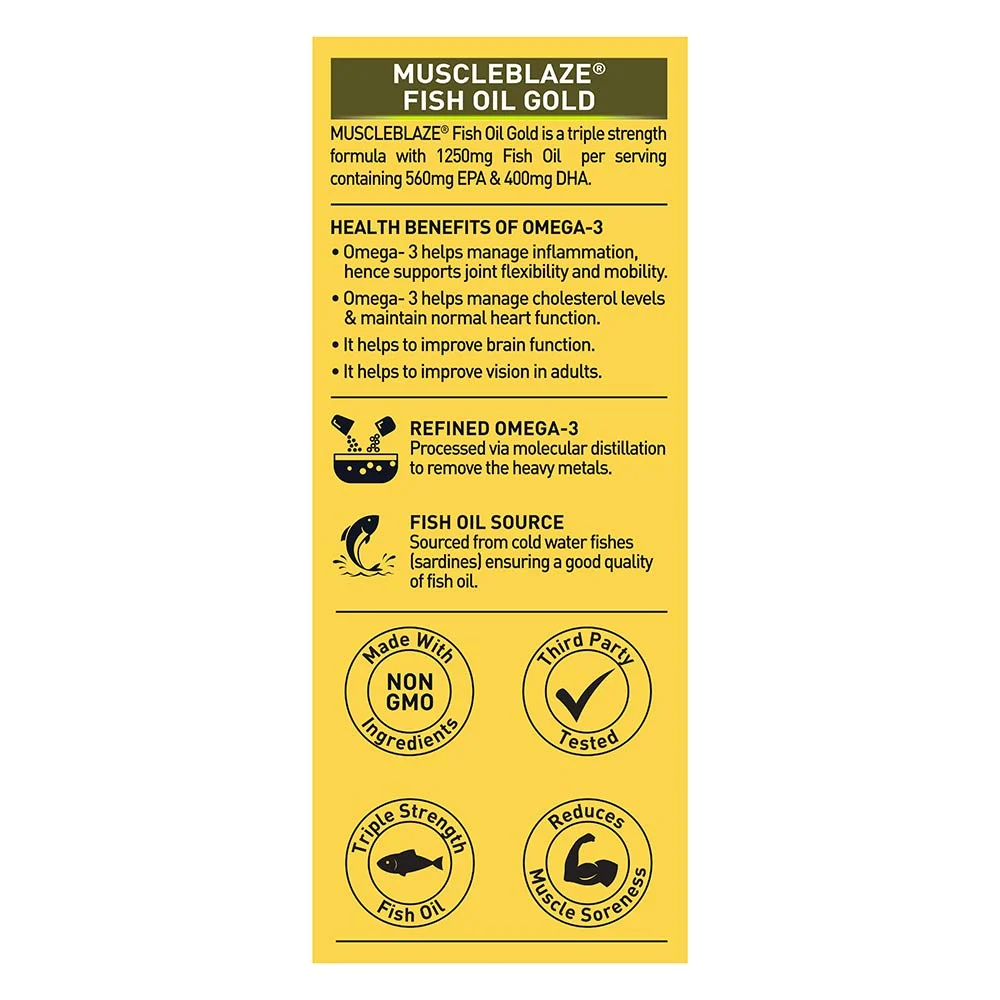 MUSCLEBLAZE®
FISH OIL GOLD
MUSCLEBLAZE® Fish Oil Gold is a triple strength
formula with 1250mg Fish Oil per serving
containing 560mg EPA & 400mg DHA.
HEALTH BENEFITS OF OMEGA-3
• Omega- 3 helps manage inflammation,
hence supports joint flexibility and mobility.
• Omega- 3 helps manage cholesterol levels
& maintain normal heart function.
• It helps to improve brain function.
• It helps to improve vision in adults.
REFINED OMEGA-3
Processed via molecular distillation
to remove the heavy metals.
FISH OIL SOURCE
Sourced from cold water fishes
(sardines) ensuring a good quality
of fish oil.
Made With
NON
GMO
Ingredients
Third Party
Tested
Triple Strength
Fish Oil
Reduces
Muscle Soreness